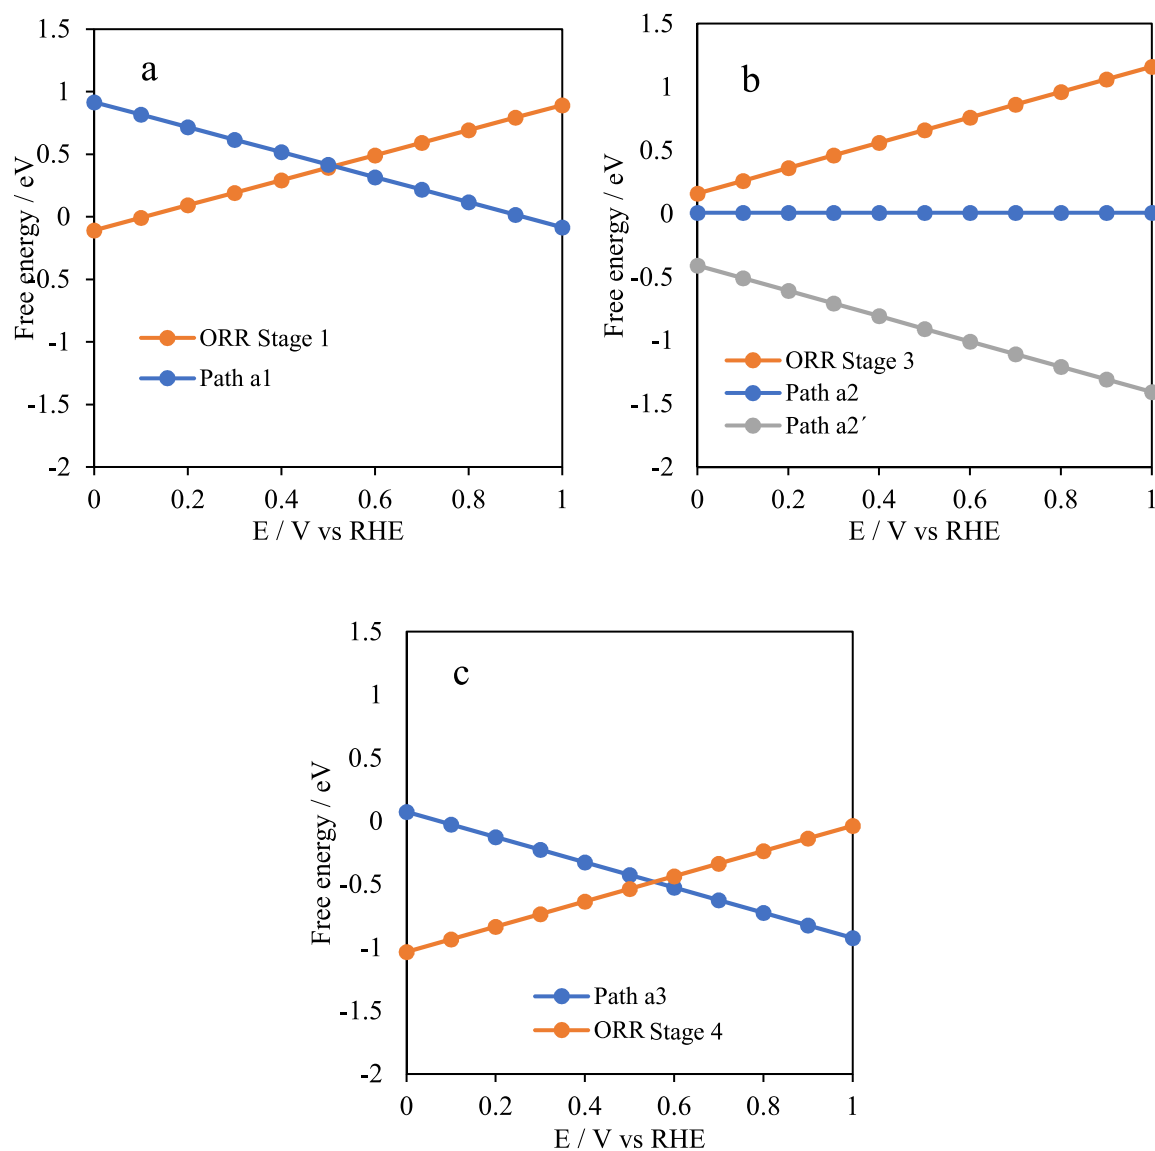 a
1.5
1
0.5
0
-0.5
-1
-1.5
-2
Free energy / eV
ORR Stage 1
Path a1
0 0.2 0.4 0.6 0.8 1
E / V vs RHE
b
1.5
1
0.5
0
-0.5
-1
-1.5
-2
Free energy / eV
ORR Stage 3
Path a2
Path a2´
0 0.2 0.4 0.6 0.8 1
E / V vs RHE
c
1.5
1
0.5
0
-0.5
-1
-1.5
-2
Free energy / eV
Path a3
ORR Stage 4
0 0.2 0.4 0.6 0.8 1
E / V vs RHE